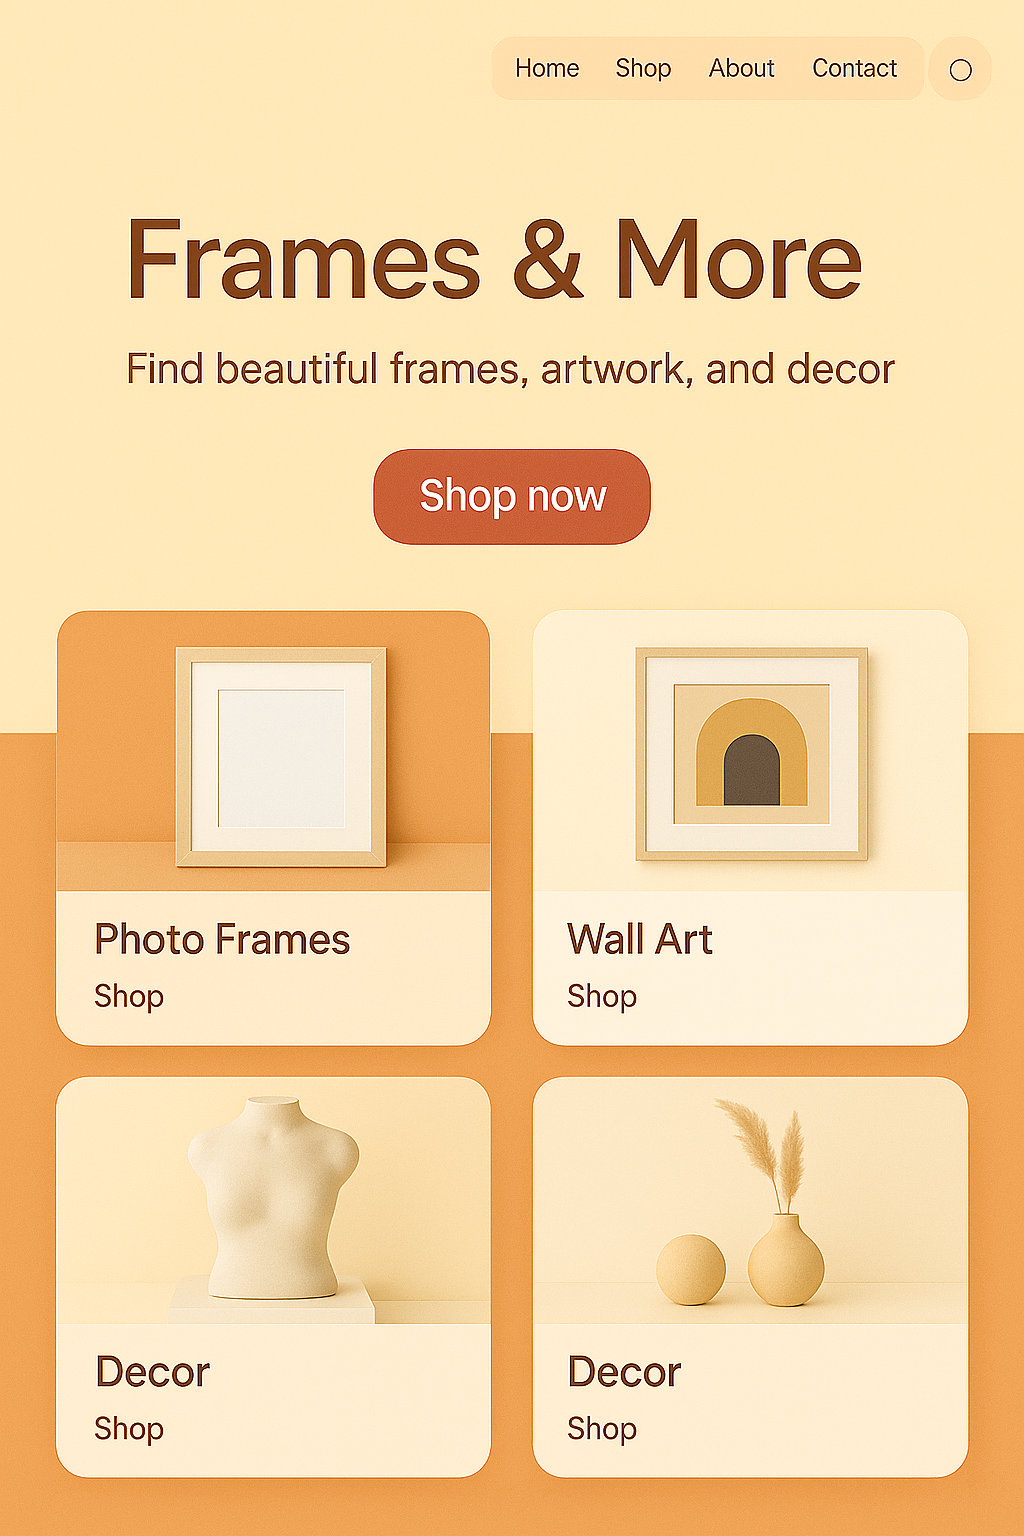 Home Shop About Contact
Frames & More
Find beautiful frames, artwork, and decor
Shop now
Photo Frames
Shop
Wall Art
Shop
Decor
Shop
Decor
Shop